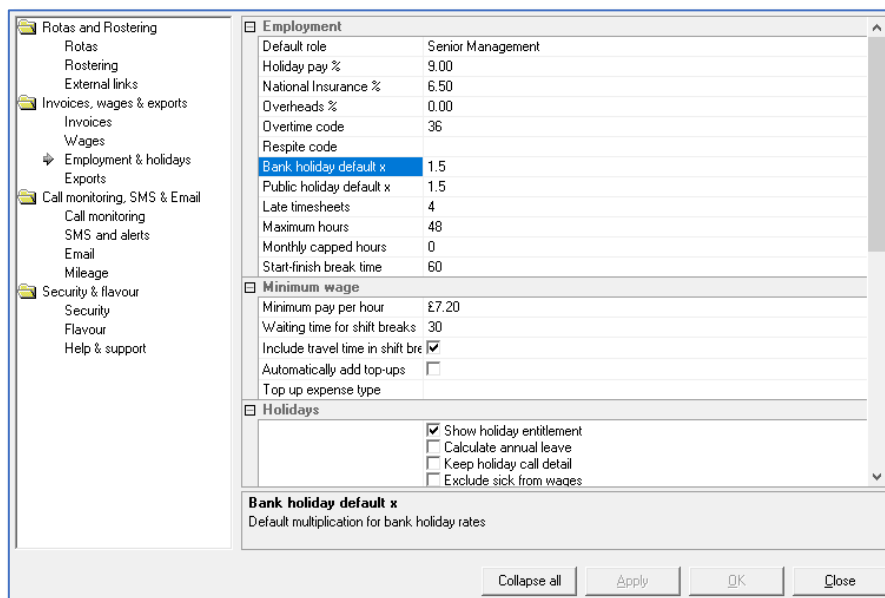 Rotas and Rostering
Rotas
Rostering
External links
Invoices, wages & exports
Invoices
Wages
Employment & holidays
Exports
Call monitoring, SMS & Email
Call monitoring
SMS and alerts
Email
Mileage
Security & flavour
Security
Flavour
Help & support
Employment
Default role Senior Management
Holiday pay % 9.00
National Insurance % 6.50
Overheads % 0.00
Overtime code 36
Respite code
Bank holiday default x 1.5
Public holiday default x 1.5
Late timesheets 4
Maximum hours 48
Monthly capped hours 0
Start-finish break time 60
Minimum wage
Minimum pay per hour £7.20
Waiting time for shift breaks 30
Include travel time in shift bre
Automatically add top-ups
Top up expense type
Holidays
Show holiday entitlement
Calculate annual leave
Keep holiday call detail
Exclude sick from wages
Bank holiday default x
Default multiplication for bank holiday rates
Collapse all Apply OK Close